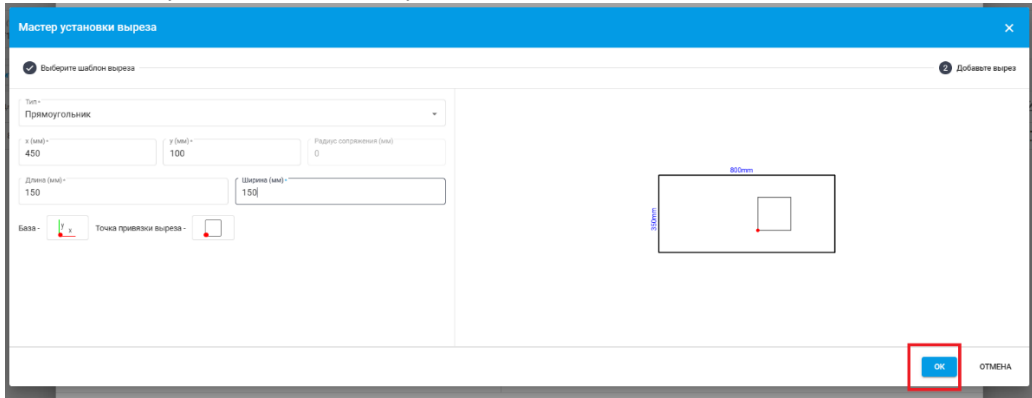 Мастер установки выреза
Выберите шаблон выреза
2 Добавьте вырез
Тип*
Прямоугольник
x (мм)*
450
y (мм)*
100
Радиус сопряжения (мм)
0
Длина (мм)*
150
Ширина (мм)*
150
База -
y
x
Точка привязки выреза -
800mm
350mm
ОК
ОТМЕНА